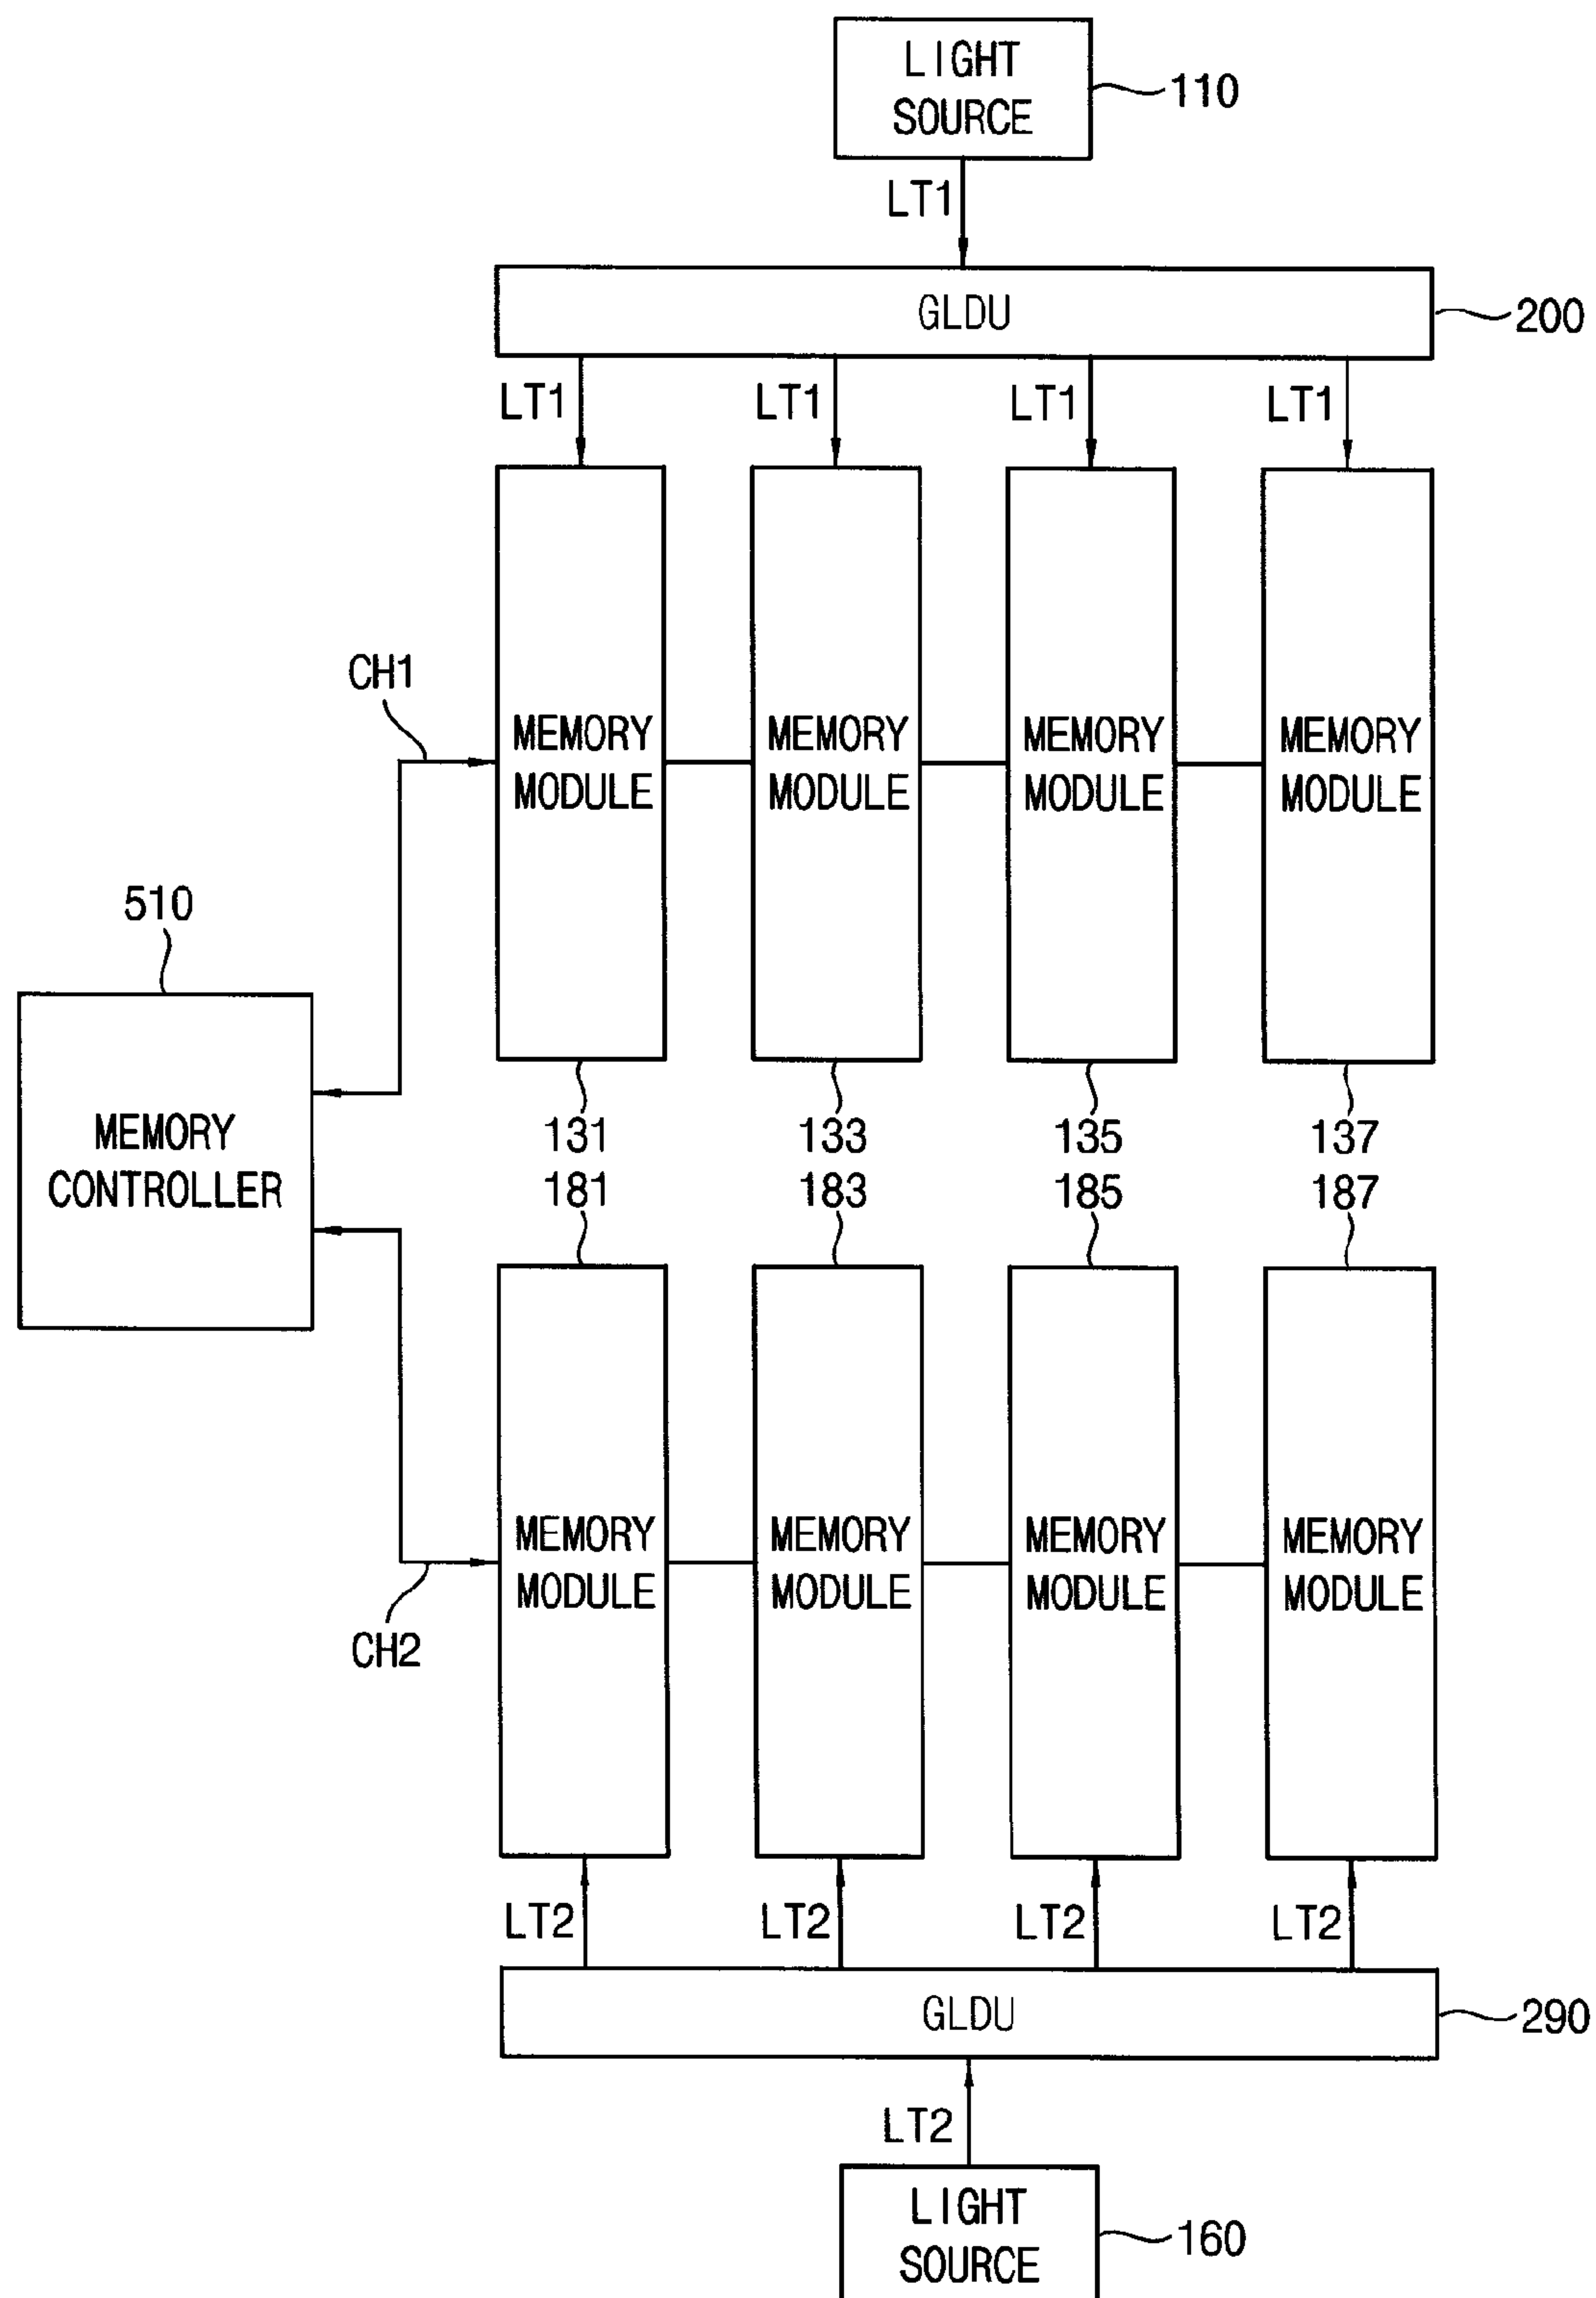 LIGHT
SOURCE
110
LT1
GLDU
200
LT1
LT1
LT1
LT1
CH1
MEMORY
MODULE
MEMORY
MODULE
MEMORY
MODULE
MEMORY
MODULE
510
MEMORY
CONTROLLER
131
133
135
137
181
183
185
187
MEMORY
MODULE
MEMORY
MODULE
MEMORY
MODULE
MEMORY
MODULE
CH2
LT2
LT2
LT2
LT2
GLDU
290
LT2
LIGHT
SOURCE
160